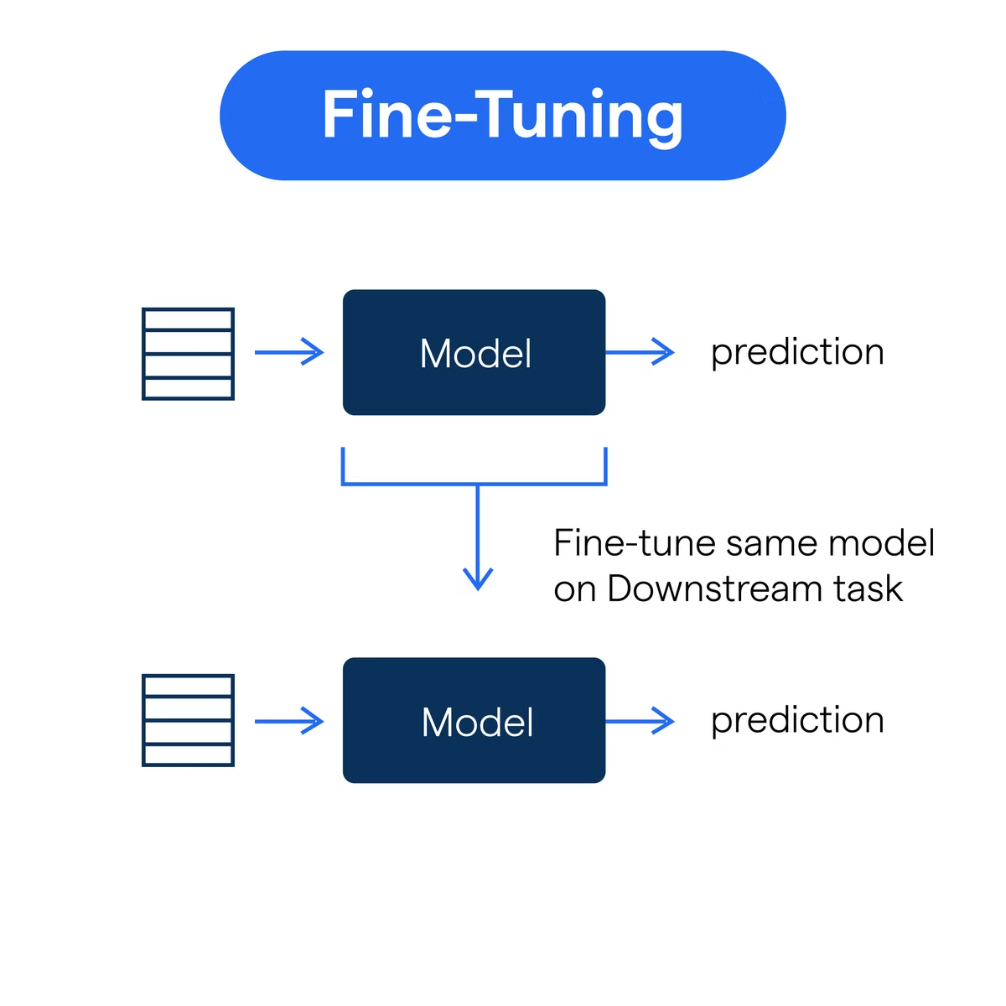 Fine-Tuning
Model
prediction
Fine-tune same model
on Downstream task
Model
prediction